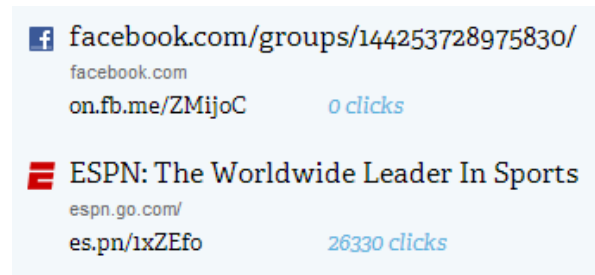 facebook.com/groups/144253728975830/
facebook.com
on.fb.me/ZMijoC 0 clicks
ESPN: The Worldwide Leader In Sports
espn.go.com/
es.pn/1xZEfo 26330 clicks